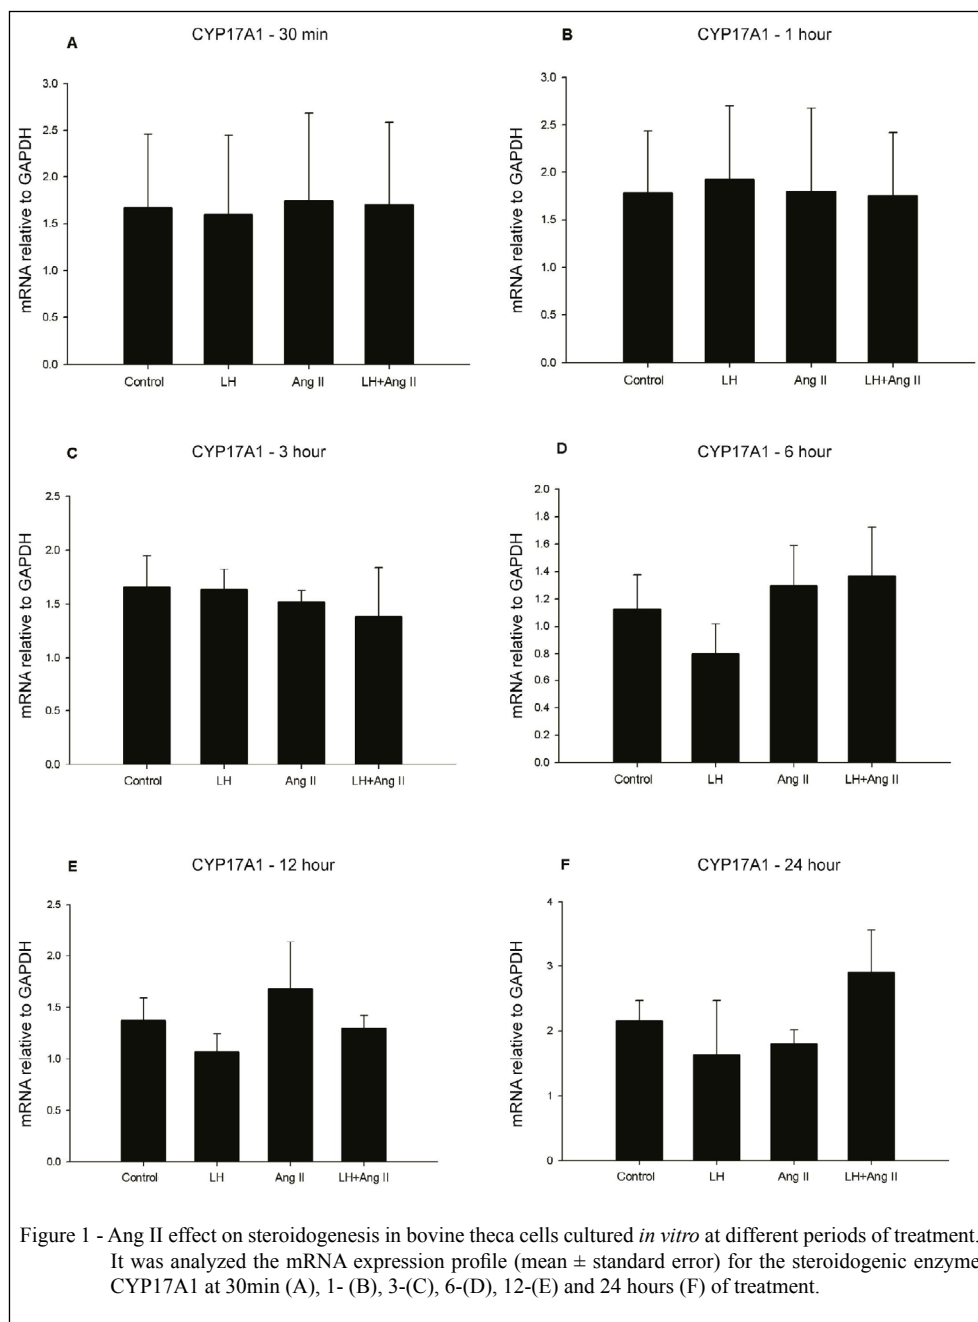 A
CYP17A1 - 30 min
mRNA relative to GAPDH
3.0
2.5
2.0
1.5
1.0
0.5
0.0
Control LH Ang II LH+Ang II
B
CYP17A1 - 1 hour
mRNA relative to GAPDH
3.0
2.5
2.0
1.5
1.0
0.5
0.0
Control LH Ang II LH+Ang II
C
CYP17A1 - 3 hour
mRNA relative to GAPDH
2.5
2.0
1.5
1.0
0.5
0.0
Control LH Ang II LH+Ang II
D
CYP17A1 - 6 hour
mRNA relative to GAPDH
2.0
1.8
1.6
1.4
1.2
1.0
0.8
0.6
0.4
0.2
0.0
Control LH Ang II LH+Ang II
E
CYP17A1 - 12 hour
mRNA relative to GAPDH
2.5
2.0
1.5
1.0
0.5
0.0
Control LH Ang II LH+Ang II
F
CYP17A1 - 24 hour
mRNA relative to GAPDH
4
3
2
1
0
Control LH Ang II LH+Ang II
Figure 1 - Ang II effect on steroidogenesis in bovine theca cells cultured in vitro at different periods of treatment.
It was analyzed the mRNA expression profile (mean ± standard error) for the steroidogenic enzyme
CYP17A1 at 30min (A), 1- (B), 3-(C), 6-(D), 12-(E) and 24 hours (F) of treatment.